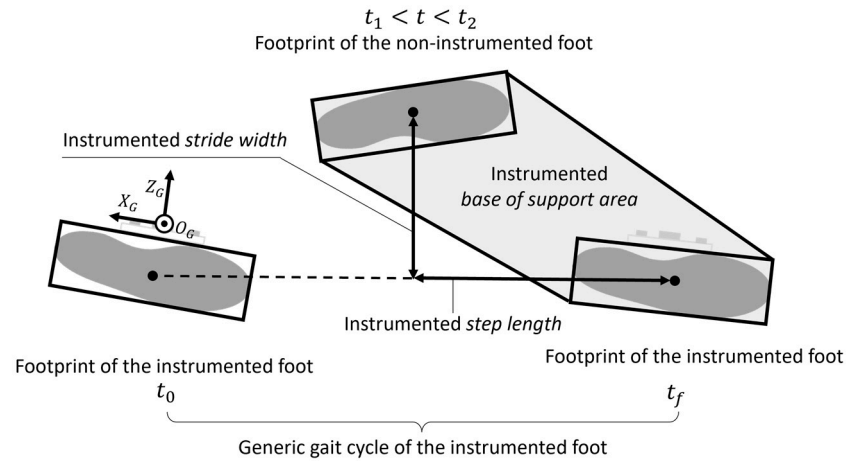 t₁ < t < t₂
Footprint of the non-instrumented foot
Instrumented stride width
Instrumented
base of support area
Z_G
X_G
O_G
Instrumented step length
Footprint of the instrumented foot
t₀
Footprint of the instrumented foot
t_f
Generic gait cycle of the instrumented foot